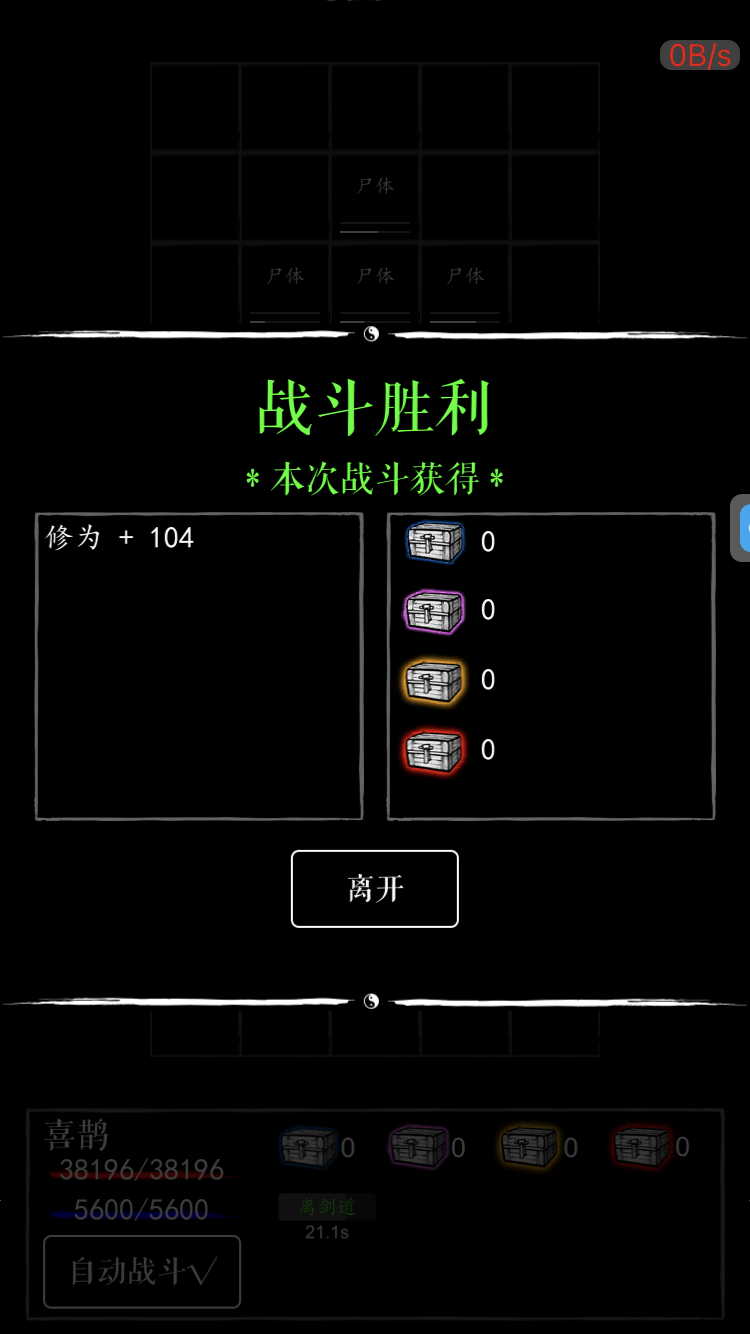 0B/s
尸体
尸体 尸体 尸体
战斗胜利
* 本次战斗获得 *
修为 + 104
0
0
0
0
离开
喜鹊
0 0 0 0
38196/38196
5600/5600
离剑道
21.1s
自动战斗√